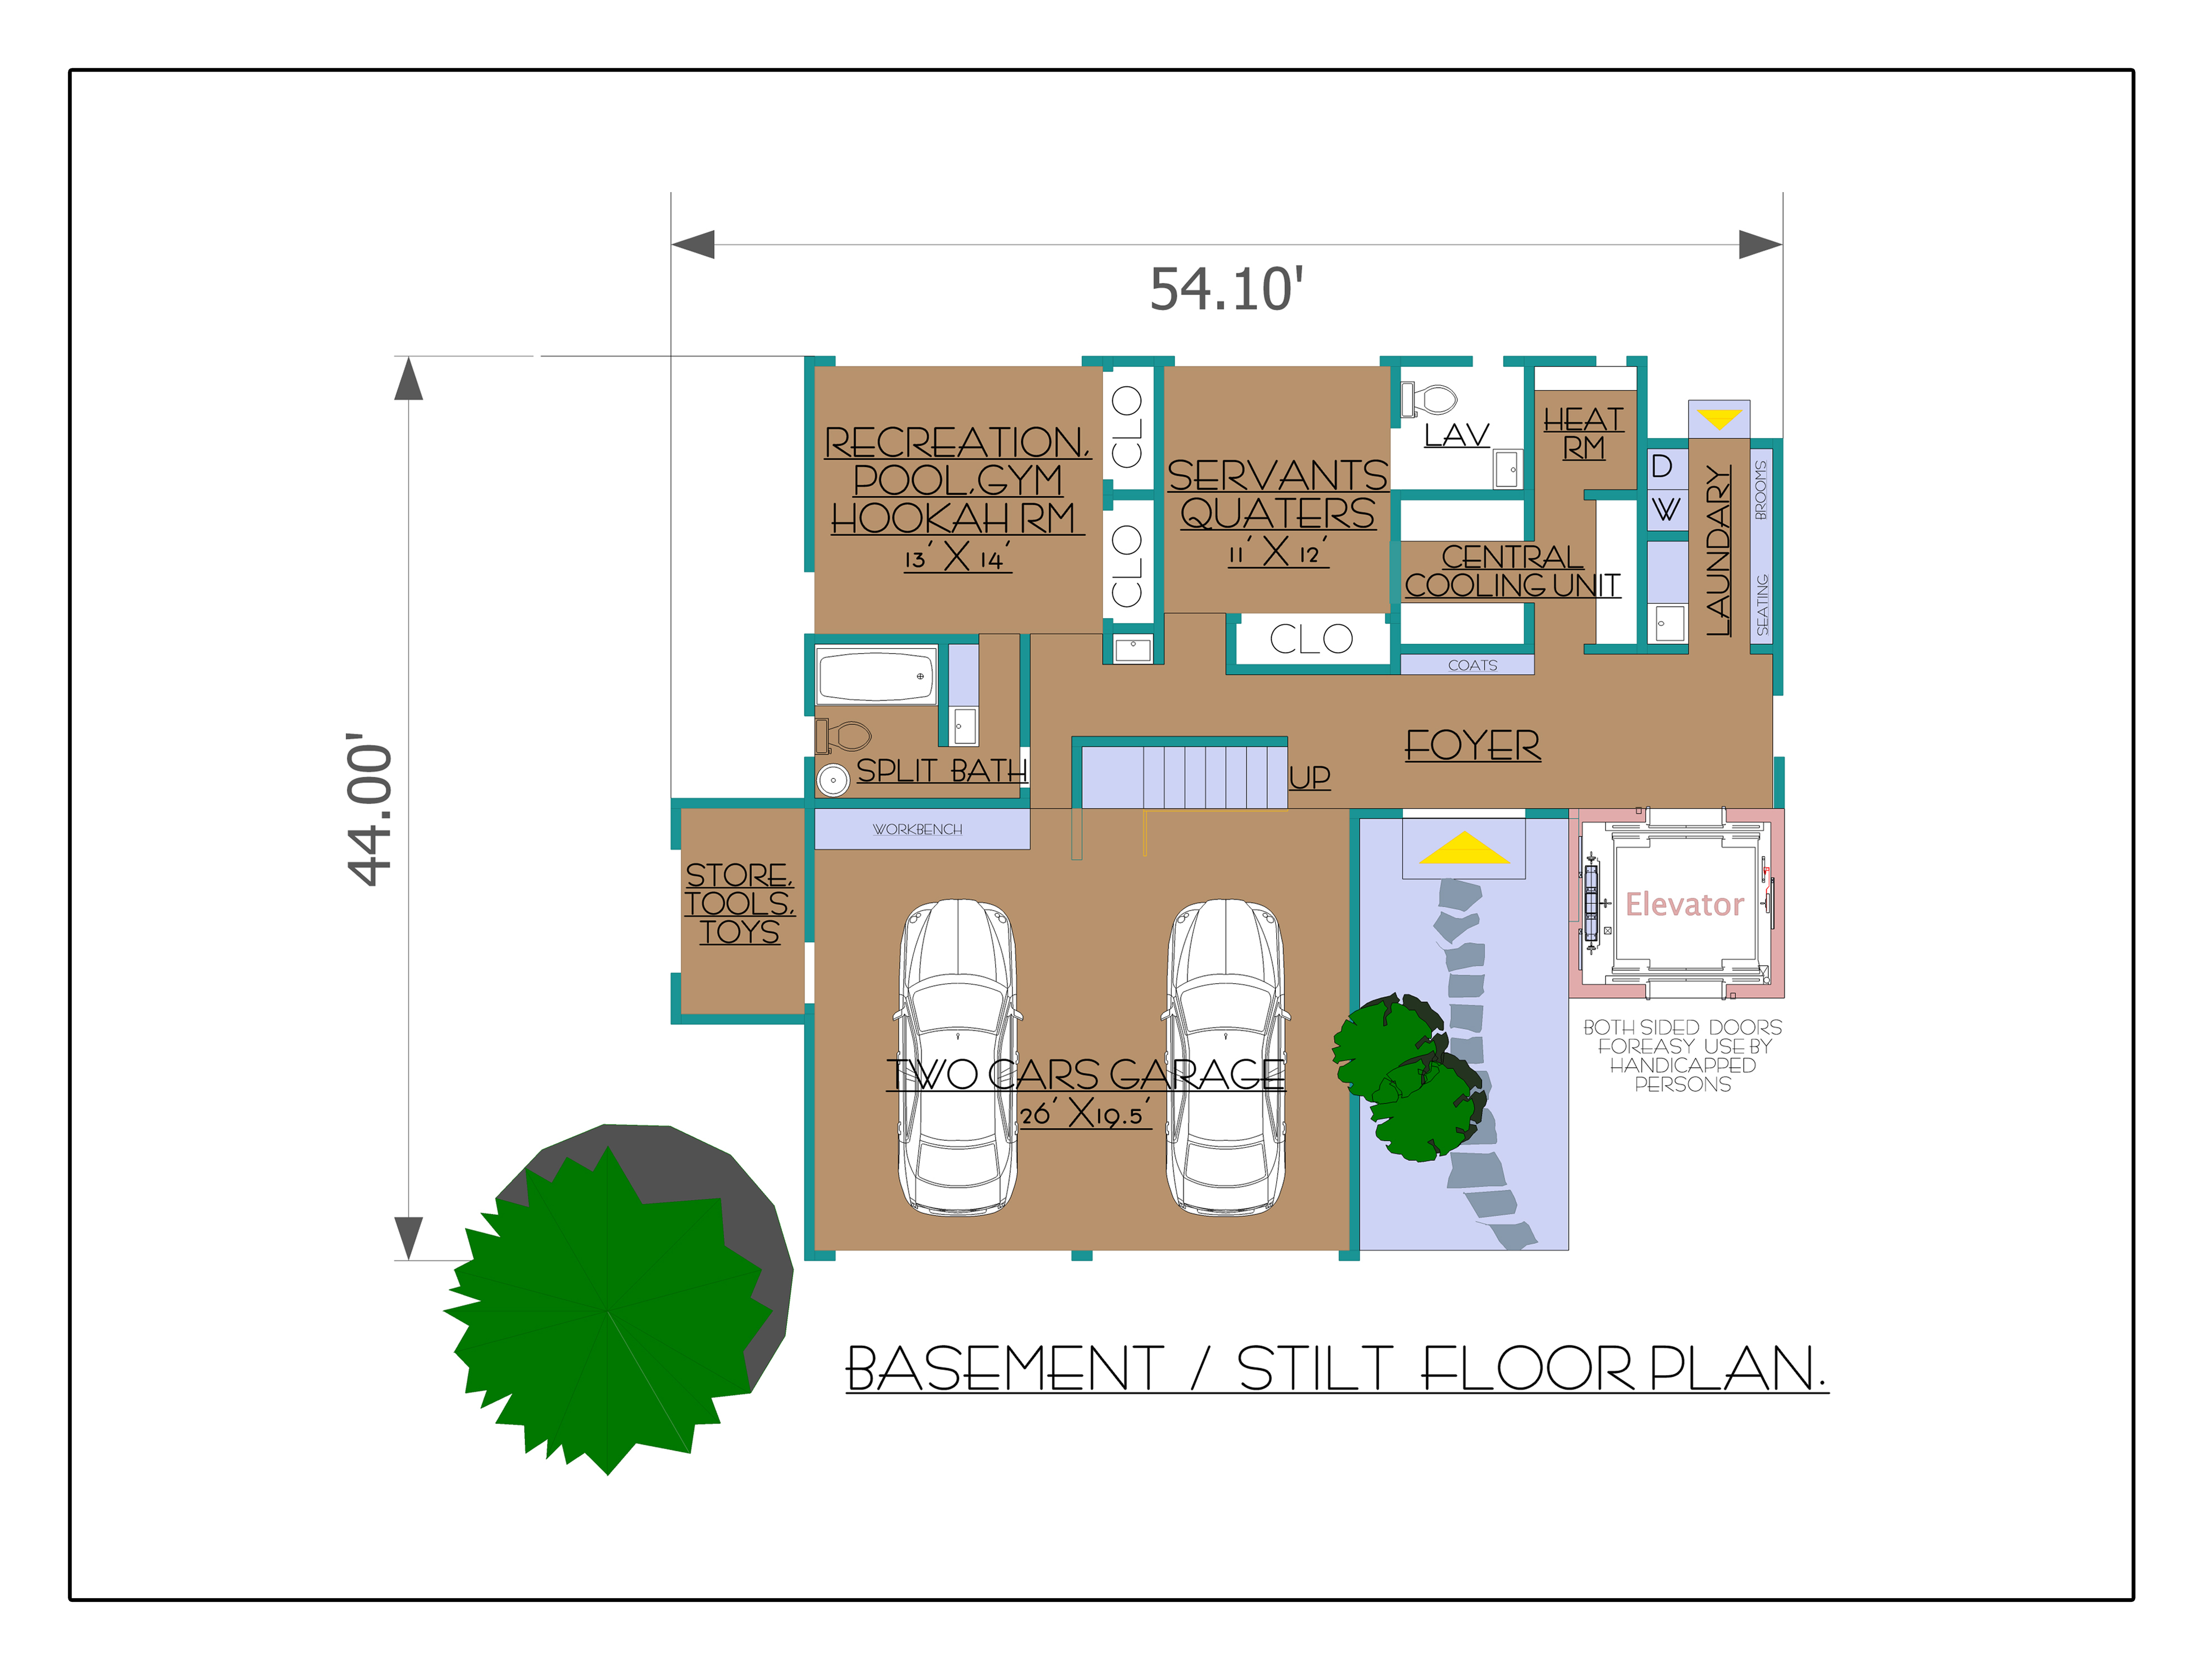 54.10'
44.00'
RECREATION,
POOL,GYM
HOOKAH RM
13' X 14'
CLO
CLO
SERVANTS
QUATERS
11' X 12'
CLO
LAV
HEAT
RM
D
W
LAUNDARY
BROOMS
SEATING
CENTRAL
COOLING UNIT
COATS
FOYER
UP
SPLIT BATH
WORKBENCH
STORE,
TOOLS,
TOYS
Elevator
BOTH SIDED DOORS
FOREASY USE BY
HANDICAPPED
PERSONS
TWO CARS GARAGE
26' X19.5'
BASEMENT / STILT FLOOR PLAN.